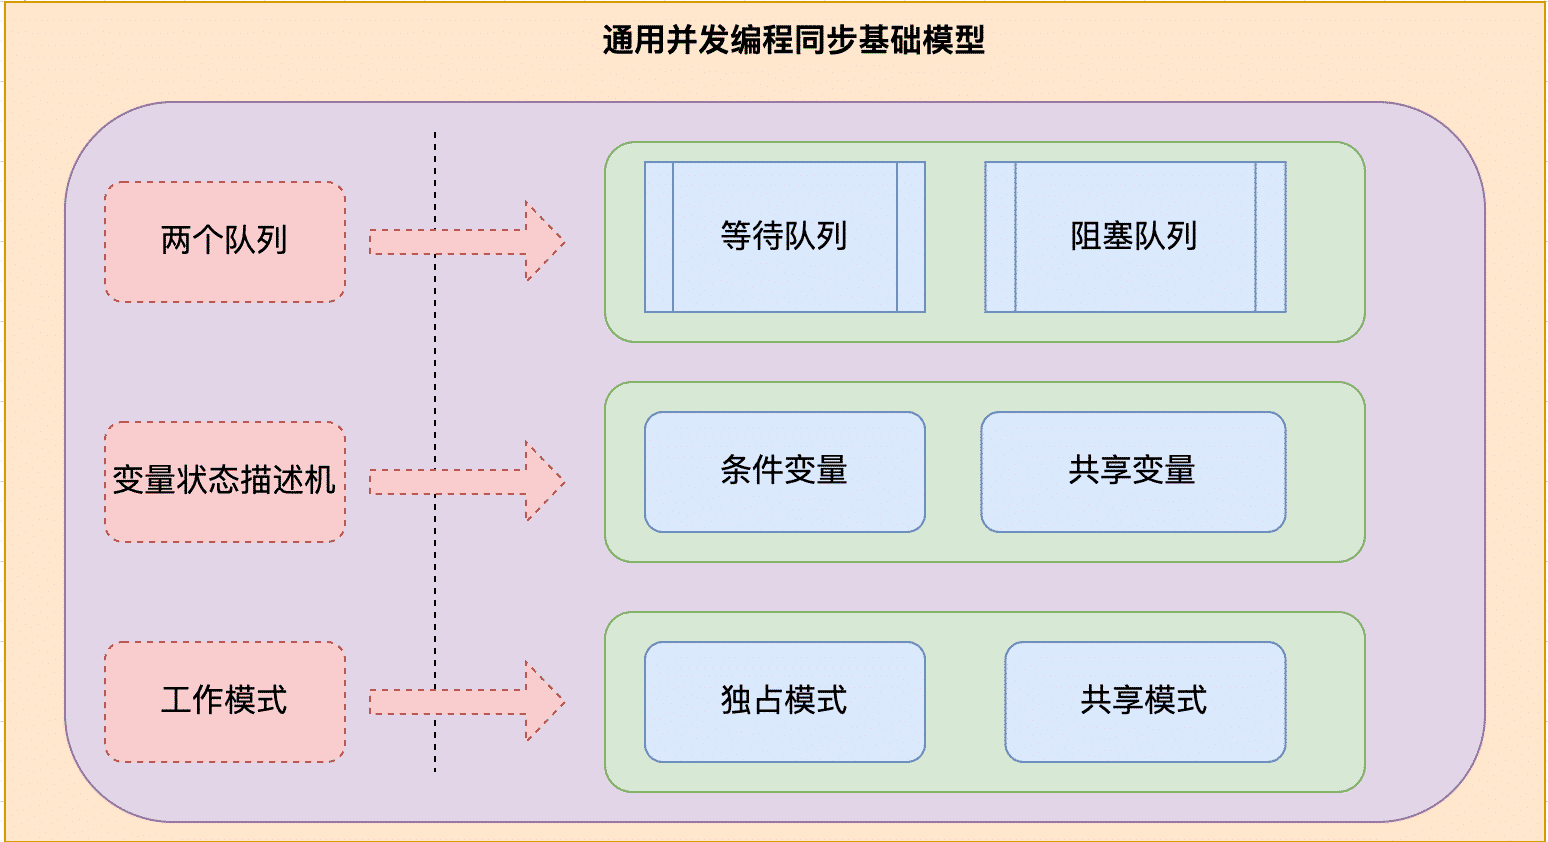 通用并发编程同步基础模型
两个队列
等待队列
阻塞队列
变量状态描述机
条件变量
共享变量
工作模式
独占模式
共享模式